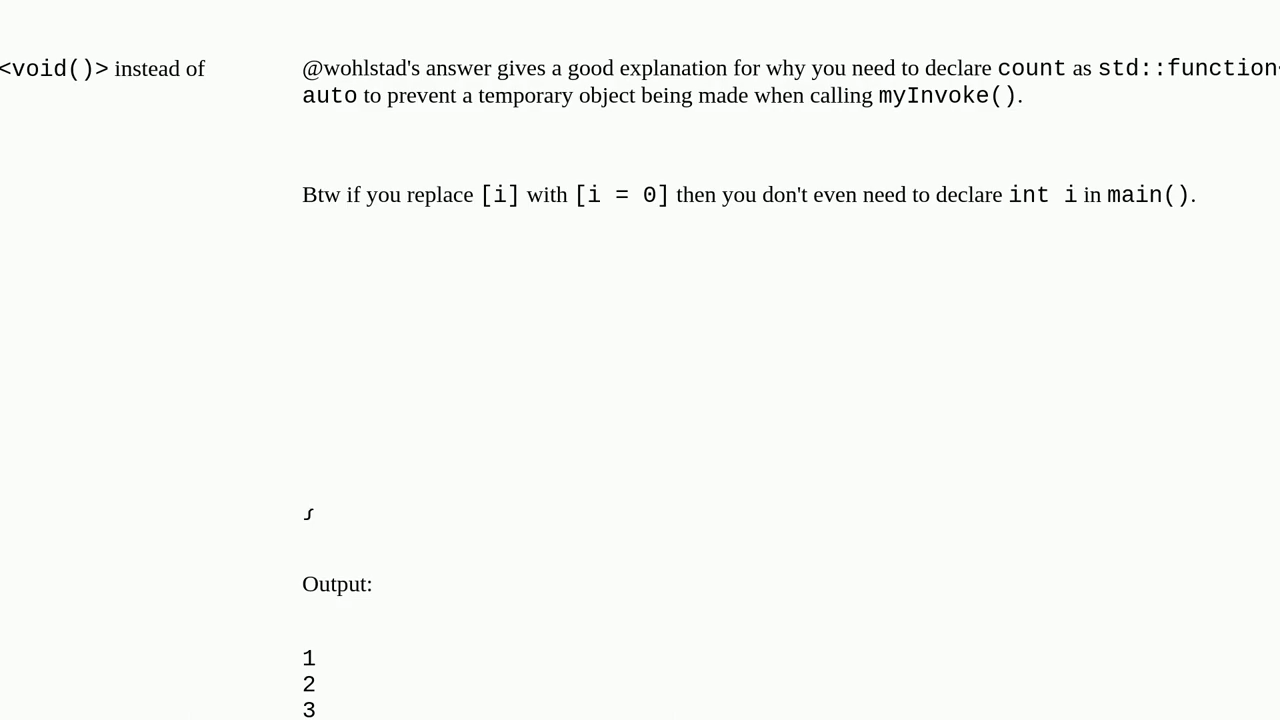 @wohlstad's answer gives a good explanation for why you need to declare count as std::function<void()> instead of
auto to prevent a temporary object being made when calling myInvoke().
Btw if you replace [i] with [i = 0] then you don't even need to declare int i in main().
Output:
1
2
3